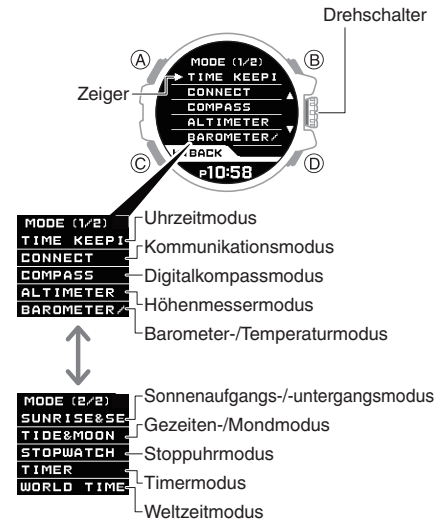 Drehschalter
A
B
MODE (1/2)
TIME KEEPI
Zeiger
CONNECT
COMPASS
ALTIMETER
BAROMETER/
BACK
C
D
P10:58
MODE (1/2)
TIME KEEPI
CONNECT
COMPASS
ALTIMETER
BAROMETER/
Uhrzeitmodus
Kommunikationsmodus
Digitalkompassmodus
Höhenmessermodus
Barometer-/Temperaturmodus
MODE (2/2)
SUNRISE&SE
TIDE&MOON
STOPWATCH
TIMER
WORLD TIME
Sonnenaufgangs-/-untergangsmodus
Gezeiten-/Mondmodus
Stoppuhrmodus
Timermodus
Weltzeitmodus